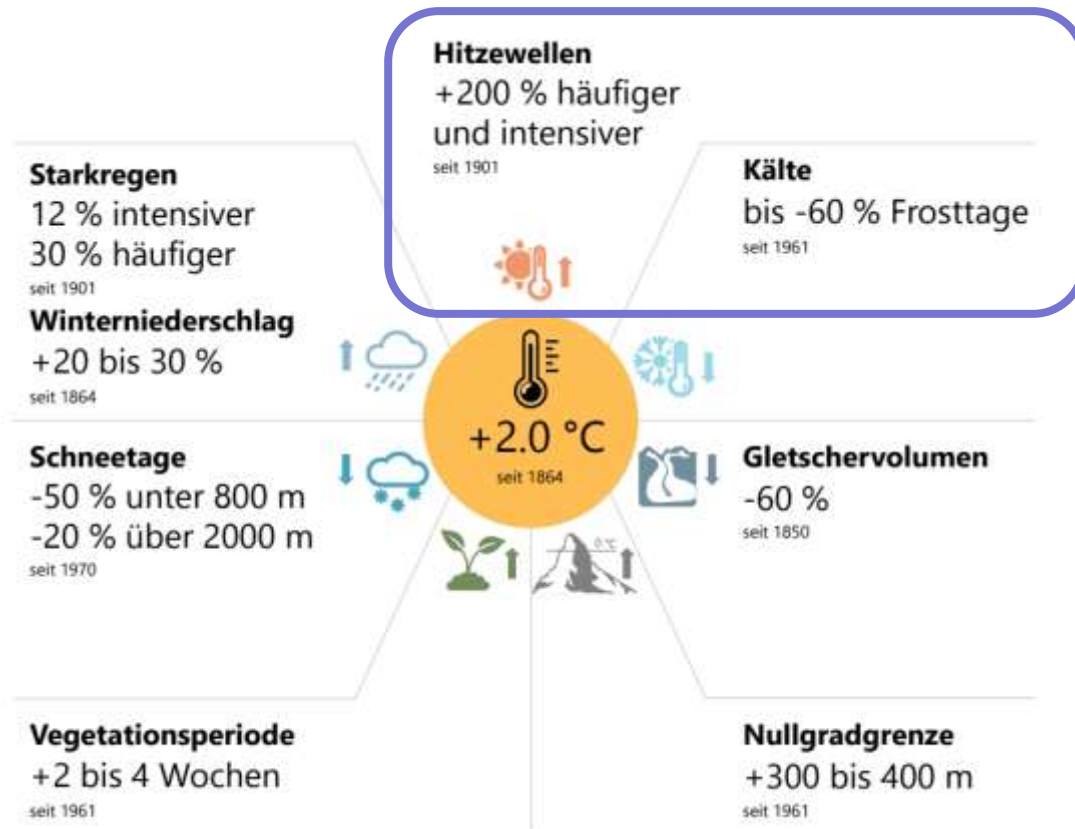 Hitzewellen
+200 % häufiger
und intensiver
seit 1901
Starkregen
12 % intensiver
30 % häufiger
seit 1901
Winterniederschlag
+20 bis 30 %
seit 1864
Kälte
bis -60 % Frosttage
seit 1961
+2.0 °C
seit 1864
Schneetage
-50 % unter 800 m
-20 % über 2000 m
seit 1970
Gletschervolumen
-60 %
seit 1850
0 °C
Vegetationsperiode
+2 bis 4 Wochen
seit 1961
Nullgradgrenze
+300 bis 400 m
seit 1961